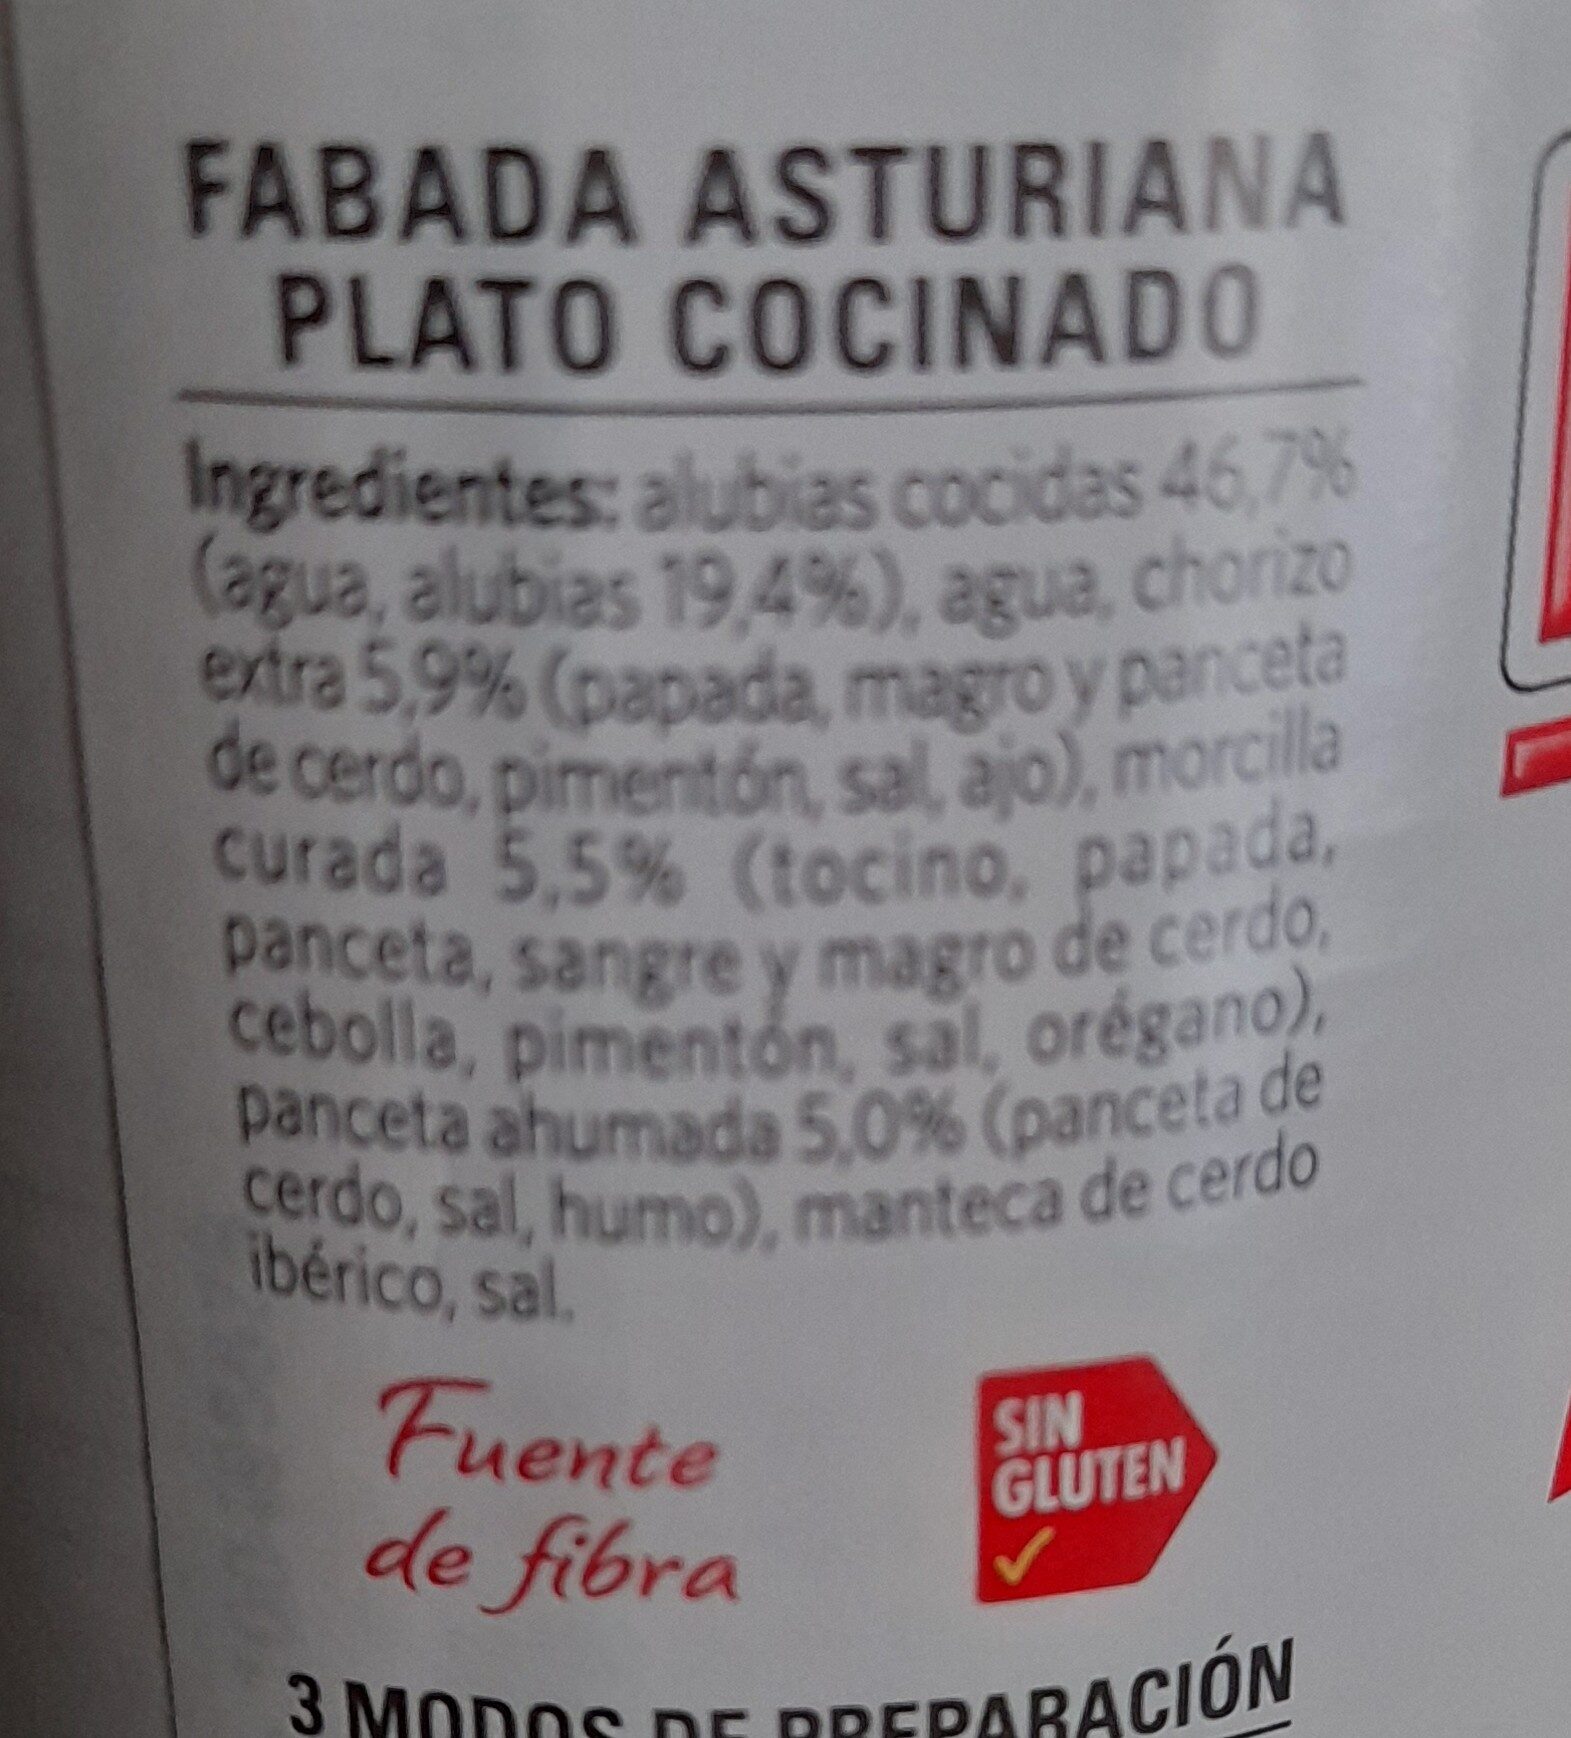 FABADA ASTURIANA
PLATO COCINADO
Ingredientes: alubias cocidas 46,7%
(agua, alubias 19,4%), agua, chorizo
extra 5,9% (papada, magro y panceta
de cerdo, pimentón, sal, ajo), morcilla
curada 5,5% (tocino, papada,
panceta, sangre y magro de cerdo,
cebolla, pimentón, sal, orégano),
panceta ahumada 5,0% (panceta de
cerdo, sal, humo), manteca de cerdo
ibérico, sal.
Fuente
de fibra
SIN
GLUTEN
3 MODOS DE PREPARACIÓN